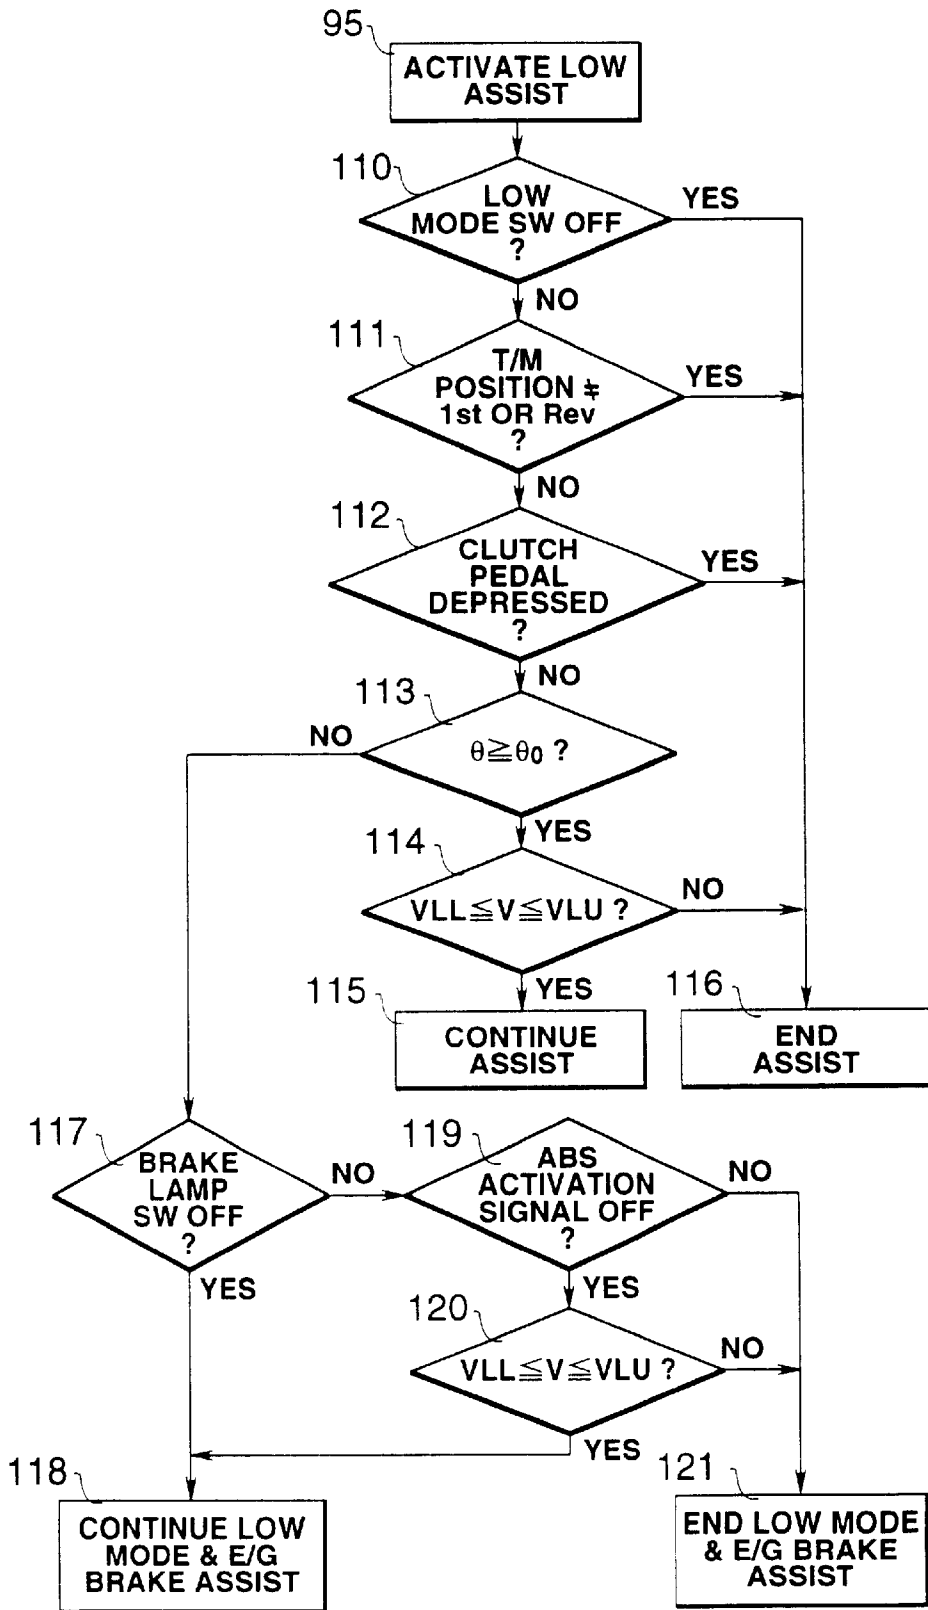 95
ACTIVATE LOW
ASSIST
110
LOW
MODE SW OFF
?
YES
NO
111
T/M
POSITION ≠
1st OR Rev
?
YES
NO
112
CLUTCH
PEDAL
DEPRESSED
?
YES
NO
113
θ≧θ0 ?
NO
YES
114
VLL≦V≦VLU ?
NO
YES
115
CONTINUE
ASSIST
116
END
ASSIST
117
BRAKE
LAMP
SW OFF
?
NO
YES
119
ABS
ACTIVATION
SIGNAL OFF
?
NO
YES
120
VLL≦V≦VLU ?
NO
YES
118
CONTINUE LOW
MODE & E/G
BRAKE ASSIST
121
END LOW MODE
& E/G BRAKE
ASSIST